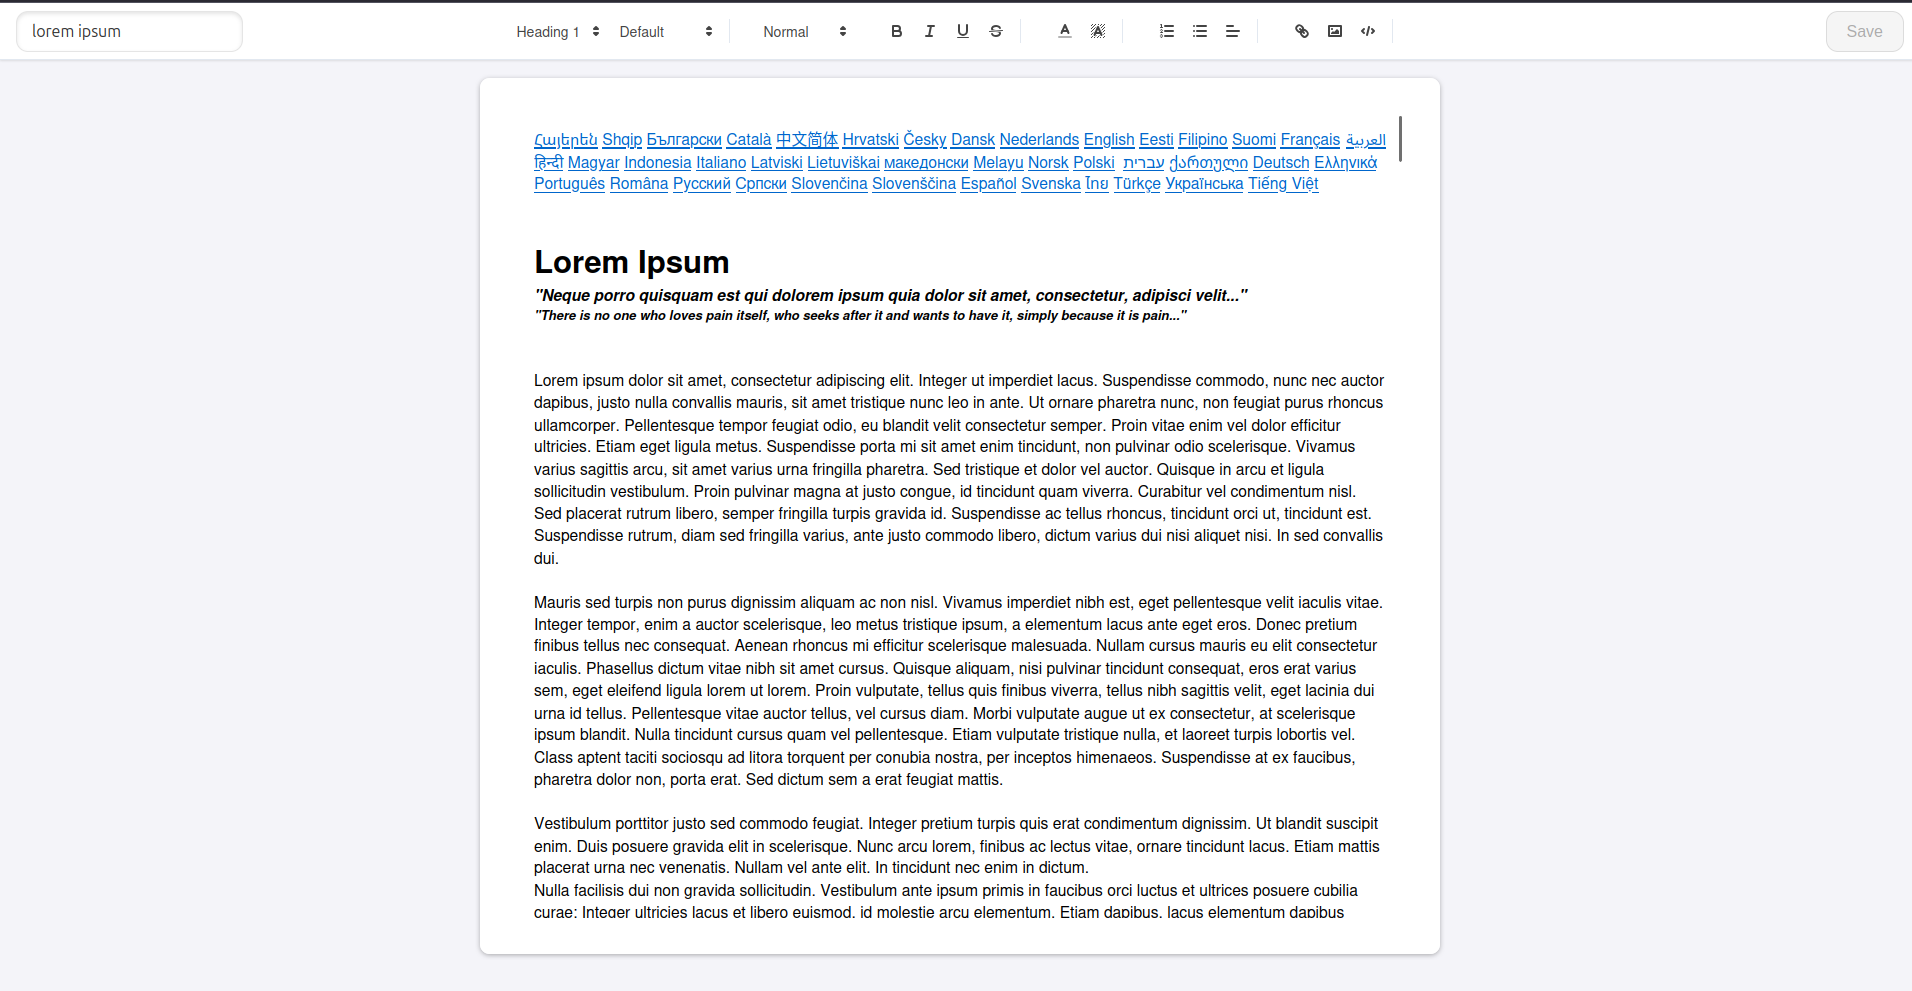 lorem ipsum
Heading 1 Default Normal B I U S A A
Save
Հայերեն Shqip Български Català 中文简体 Hrvatski Česky Dansk Nederlands English Eesti Filipino Suomi Français العربية
हिन्दी Magyar Indonesia Italiano Latviski Lietuviškai македонски Melayu Norsk Polski עברית ქართული Deutsch Ελληνικά
Português Româna Русский Српски Slovenčina Slovenščina Español Svenska ไทย Türkçe Українська Tiếng Việt
Lorem Ipsum
"Neque porro quisquam est qui dolorem ipsum quia dolor sit amet, consectetur, adipisci velit..."
"There is no one who loves pain itself, who seeks after it and wants to have it, simply because it is pain..."
Lorem ipsum dolor sit amet, consectetur adipiscing elit. Integer ut imperdiet lacus. Suspendisse commodo, nunc nec auctor
dapibus, justo nulla convallis mauris, sit amet tristique nunc leo in ante. Ut ornare pharetra nunc, non feugiat purus rhoncus
ullamcorper. Pellentesque tempor feugiat odio, eu blandit velit consectetur semper. Proin vitae enim vel dolor efficitur
ultricies. Etiam eget ligula metus. Suspendisse porta mi sit amet enim tincidunt, non pulvinar odio scelerisque. Vivamus
varius sagittis arcu, sit amet varius urna fringilla pharetra. Sed tristique et dolor vel auctor. Quisque in arcu et ligula
sollicitudin vestibulum. Proin pulvinar magna at justo congue, id tincidunt quam viverra. Curabitur vel condimentum nisl.
Sed placerat rutrum libero, semper fringilla turpis gravida id. Suspendisse ac tellus rhoncus, tincidunt orci ut, tincidunt est.
Suspendisse rutrum, diam sed fringilla varius, ante justo commodo libero, dictum varius dui nisi aliquet nisi. In sed convallis
dui.
Mauris sed turpis non purus dignissim aliquam ac non nisl. Vivamus imperdiet nibh est, eget pellentesque velit iaculis vitae.
Integer tempor, enim a auctor scelerisque, leo metus tristique ipsum, a elementum lacus ante eget eros. Donec pretium
finibus tellus nec consequat. Aenean rhoncus mi efficitur scelerisque malesuada. Nullam cursus mauris eu elit consectetur
iaculis. Phasellus dictum vitae nibh sit amet cursus. Quisque aliquam, nisi pulvinar tincidunt consequat, eros erat varius
sem, eget eleifend ligula lorem ut lorem. Proin vulputate, tellus quis finibus viverra, tellus nibh sagittis velit, eget lacinia dui
urna id tellus. Pellentesque vitae auctor tellus, vel cursus diam. Morbi vulputate augue ut ex consectetur, at scelerisque
ipsum blandit. Nulla tincidunt cursus quam vel pellentesque. Etiam vulputate tristique nulla, et laoreet turpis lobortis vel.
Class aptent taciti sociosqu ad litora torquent per conubia nostra, per inceptos himenaeos. Suspendisse at ex faucibus,
pharetra dolor non, porta erat. Sed dictum sem a erat feugiat mattis.
Vestibulum porttitor justo sed commodo feugiat. Integer pretium turpis quis erat condimentum dignissim. Ut blandit suscipit
enim. Duis posuere gravida elit in scelerisque. Nunc arcu lorem, finibus ac lectus vitae, ornare tincidunt lacus. Etiam mattis
placerat urna nec venenatis. Nullam vel ante elit. In tincidunt nec enim in dictum.
Nulla facilisis dui non gravida sollicitudin. Vestibulum ante ipsum primis in faucibus orci luctus et ultrices posuere cubilia
curae; Integer ultricies lacus et libero euismod, id molestie arcu elementum. Etiam dapibus, lacus elementum dapibus